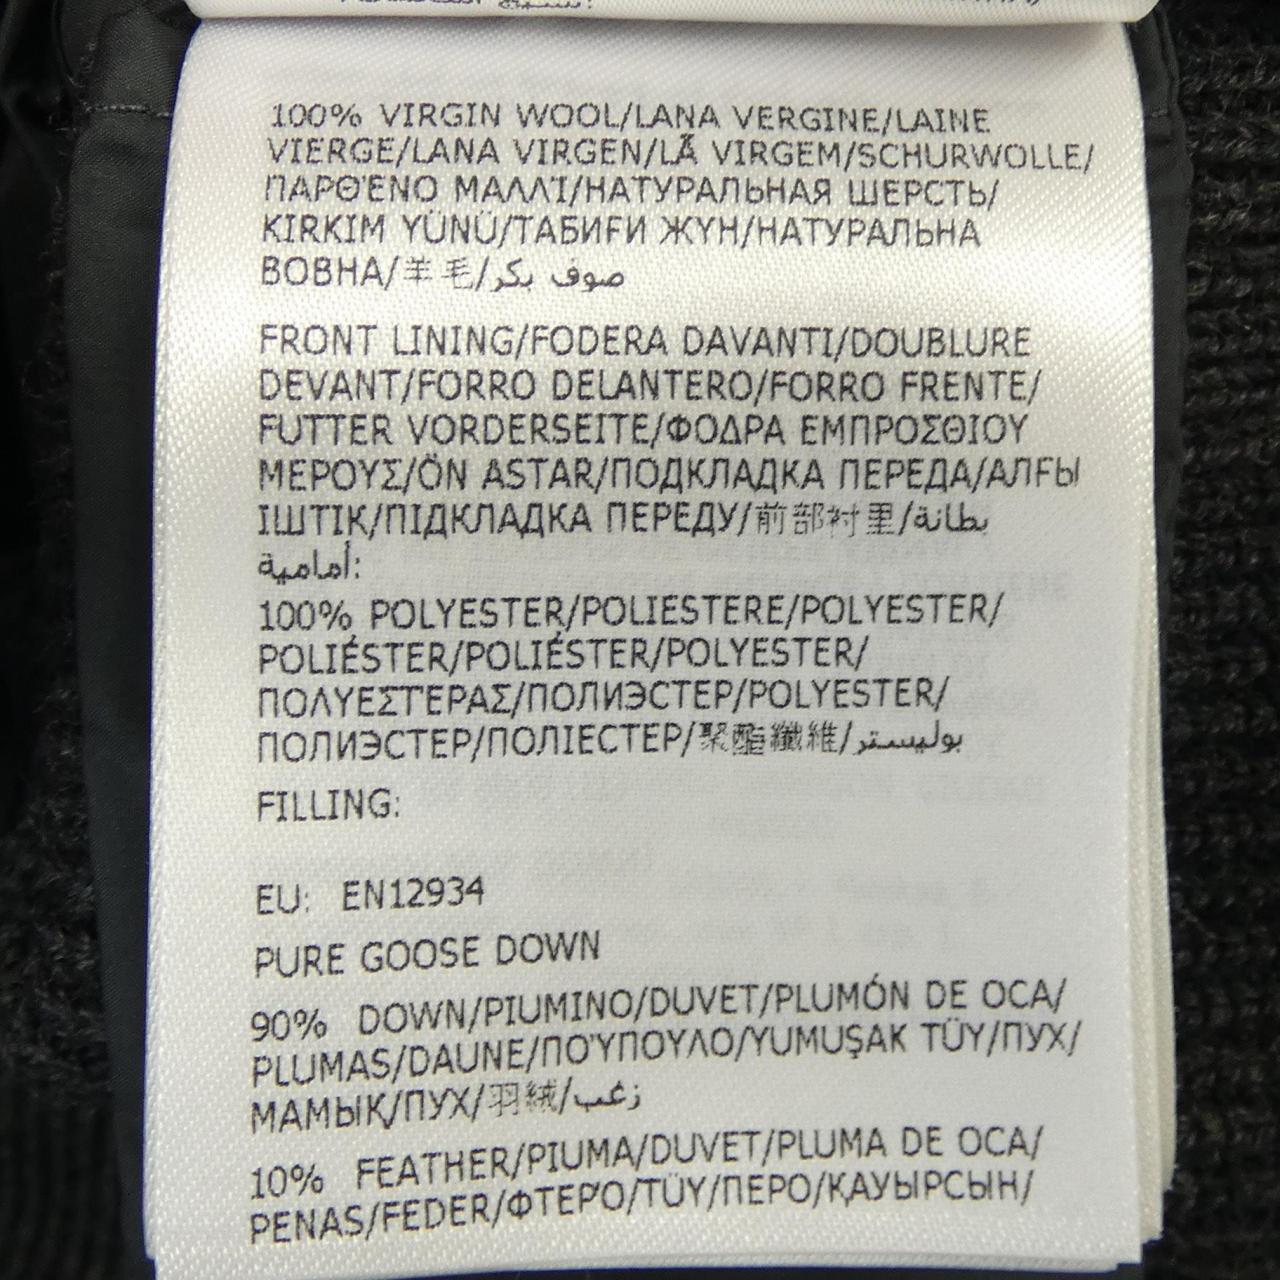 100% VIRGIN WOOL/LANA VERGINE/LAINE
VIERGE/LANA VIRGEN/LÃ VIRGEM/SCHURWOLLE/
ΠΑΡΘΈΝΟ ΜΑΛΛΊ/НАТУРАЛЬНАЯ ШЕРСТЬ/
KIRKIM YÜNÜ/ТАБИҒИ ЖҮН/НАТУРАЛЬНА
ВОВНА/羊毛/صوف بكر
FRONT LINING/FODERA DAVANTI/DOUBLURE
DEVANT/FORRO DELANTERO/FORRO FRENTE/
FUTTER VORDERSEITE/ΦΟΔΡΑ ΕΜΠΡΟΣΘΙΟΥ
ΜΕΡΟΥΣ/ÖN ASTAR/ПОДКЛАДКА ПЕРЕДА/АЛҒЫ
ІШТІК/ПІДКЛАДКА ПЕРЕДУ/前部衬里/بطانة
أمامية:
100% POLYESTER/POLIESTERE/POLYESTER/
POLIÉSTER/POLIÉSTER/POLYESTER/
ΠΟΛΥΕΣΤΕΡΑΣ/ПОЛИЭСТЕР/POLYESTER/
ПОЛИЭСТЕР/ПОЛІЕСТЕР/聚酯纖維/بوليستر
FILLING:
EU: EN12934
PURE GOOSE DOWN
90% DOWN/PIUMINO/DUVET/PLUMÓN DE OCA/
PLUMAS/DAUNE/ΠΟΎΠΟΥΛΟ/YUMUŞAK TÜY/ПУХ/
МАМЫҚ/ПУХ/羽絨/زغب
10% FEATHER/PIUMA/DUVET/PLUMA DE OCA/
PENAS/FEDER/ΦΤΕΡΌ/TÜY/ПЕРО/ҚАУЫРСЫН/